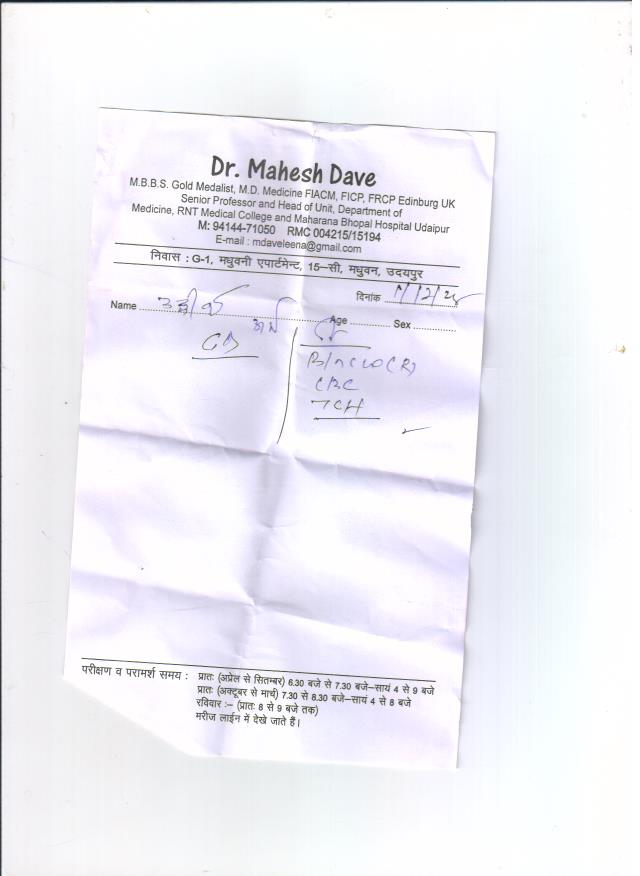 Dr. Mahesh Dave
M.B.B.S. Gold Medalist, M.D. Medicine FIACM, FICP, FRCP Edinburg UK
Senior Professor and Head of Unit, Department of
Medicine, RNT Medical College and Maharana Bhopal Hospital Udaipur
M: 94144-71050 RMC 004215/15194
E-mail : mdaveleena@gmail.com
निवास : G-1, मधुवनी एपार्टमेन्ट, 15–सी, मधुवन, उदयपुर
दिनांक
Name Age Sex
CBC
परीक्षण व परामर्श समय : प्रातः (अप्रेल से सितम्बर) 6.30 बजे से 7.30 बजे–सायं 4 से 9 बजे
प्रातः (अक्टूबर से मार्च) 7.30 से 8.30 बजे–सायं 4 से 8 बजे
रविवार :– (प्रातः 8 से 9 बजे तक)
मरीज लाईन में देखे जाते हैं।